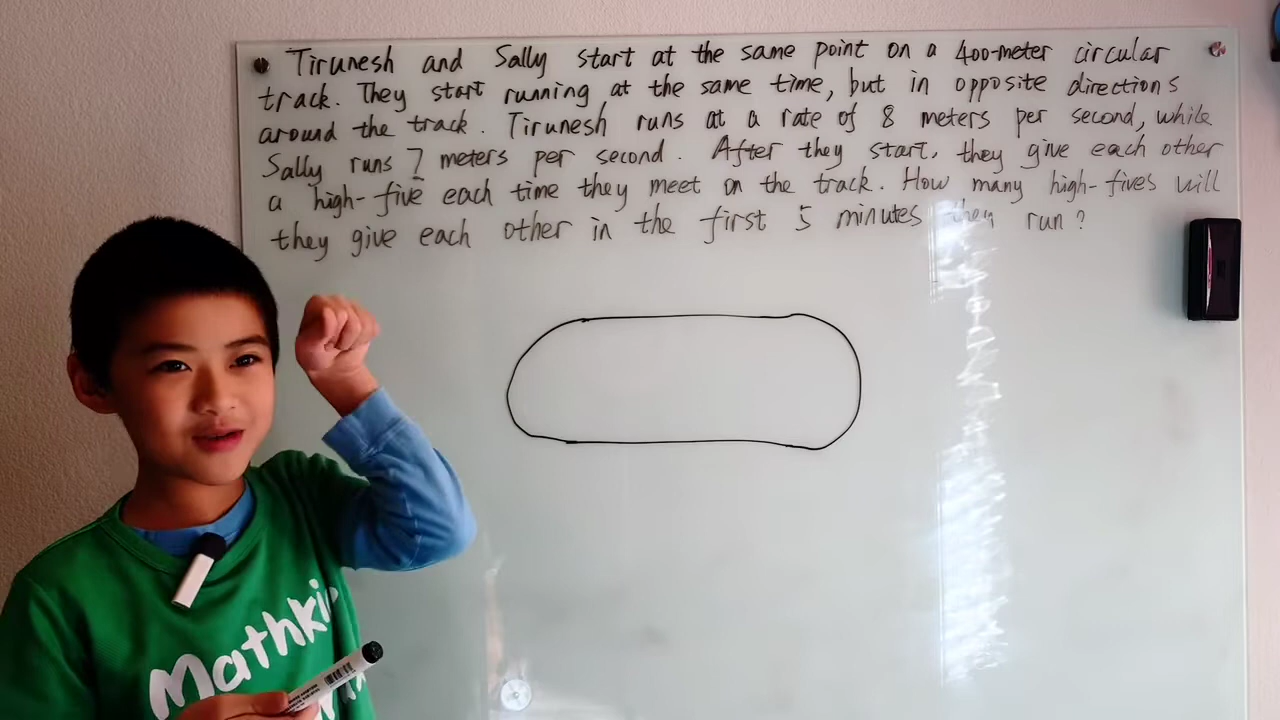 Tirunesh and Sally start at the same point on a 400-meter circular
track. They start running at the same time, but in opposite directions
around the track. Tirunesh runs at a rate of 8 meters per second, while
Sally runs 7 meters per second. After they start, they give each other
a high-five each time they meet on the track. How many high-fives will
they give each other in the first 5 minutes they run?